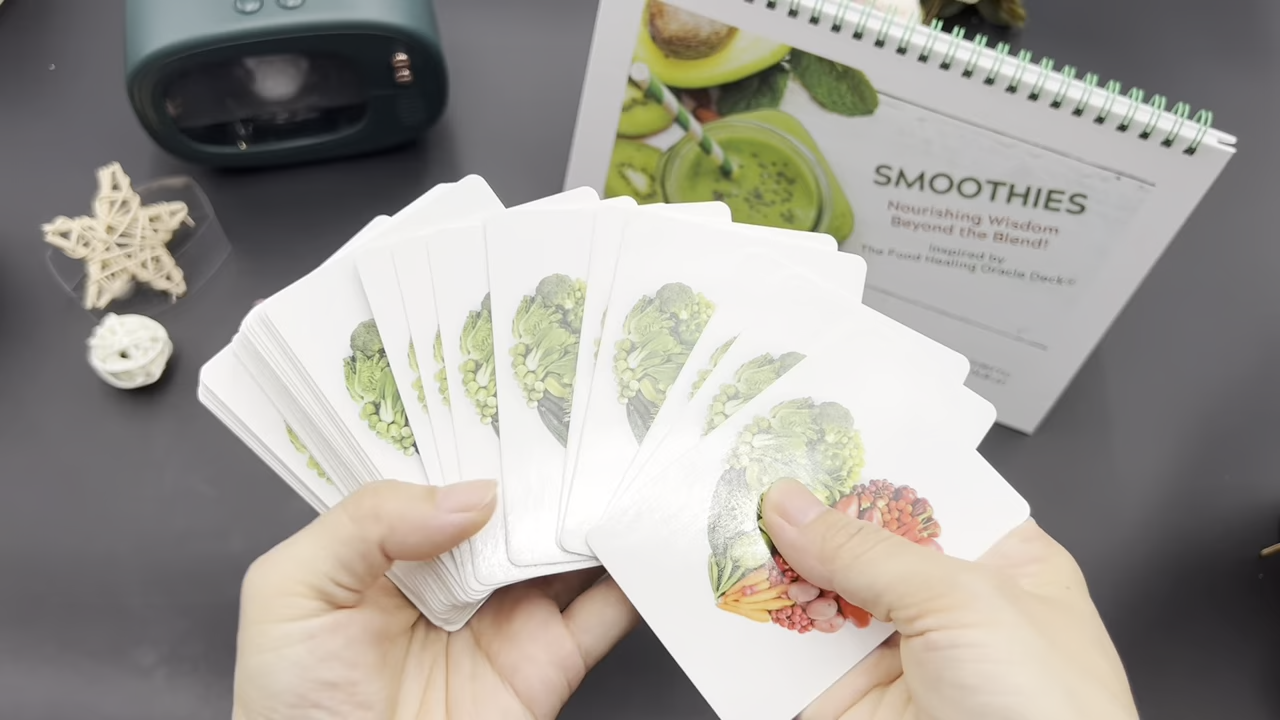 SMOOTHIES
Nourishing Wisdom
Beyond the Blend!
Inspired by
The Food Healing Oracle Deck®